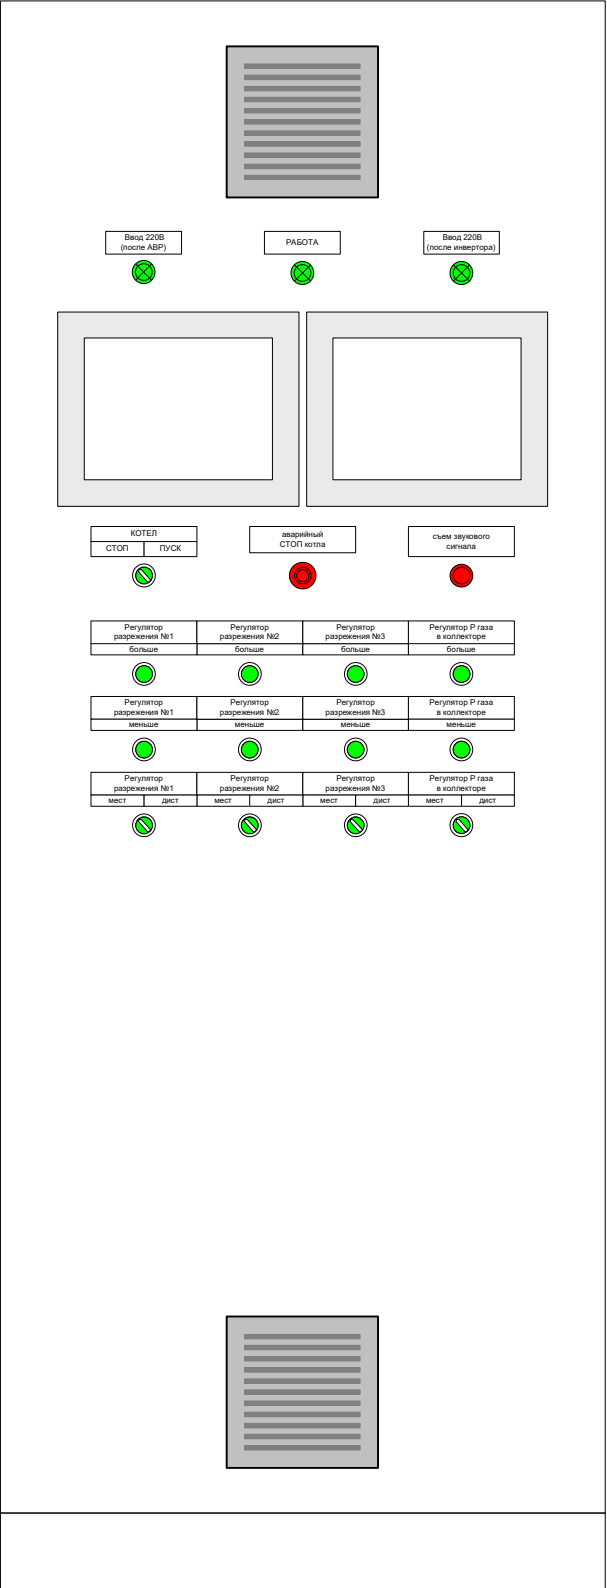 Ввод 220В
(после АВР)
РАБОТА
Ввод 220В
(после инвертора)
КОТЕЛ
СТОП ПУСК
аварийный
СТОП котла
съем звукового
сигнала
Регулятор
разрежения №1
больше
Регулятор
разрежения №2
больше
Регулятор
разрежения №3
больше
Регулятор Р газа
в коллекторе
больше
Регулятор
разрежения №1
меньше
Регулятор
разрежения №2
меньше
Регулятор
разрежения №3
меньше
Регулятор Р газа
в коллекторе
меньше
Регулятор
разрежения №1
мест дист
Регулятор
разрежения №2
мест дист
Регулятор
разрежения №3
мест дист
Регулятор Р газа
в коллекторе
мест дист